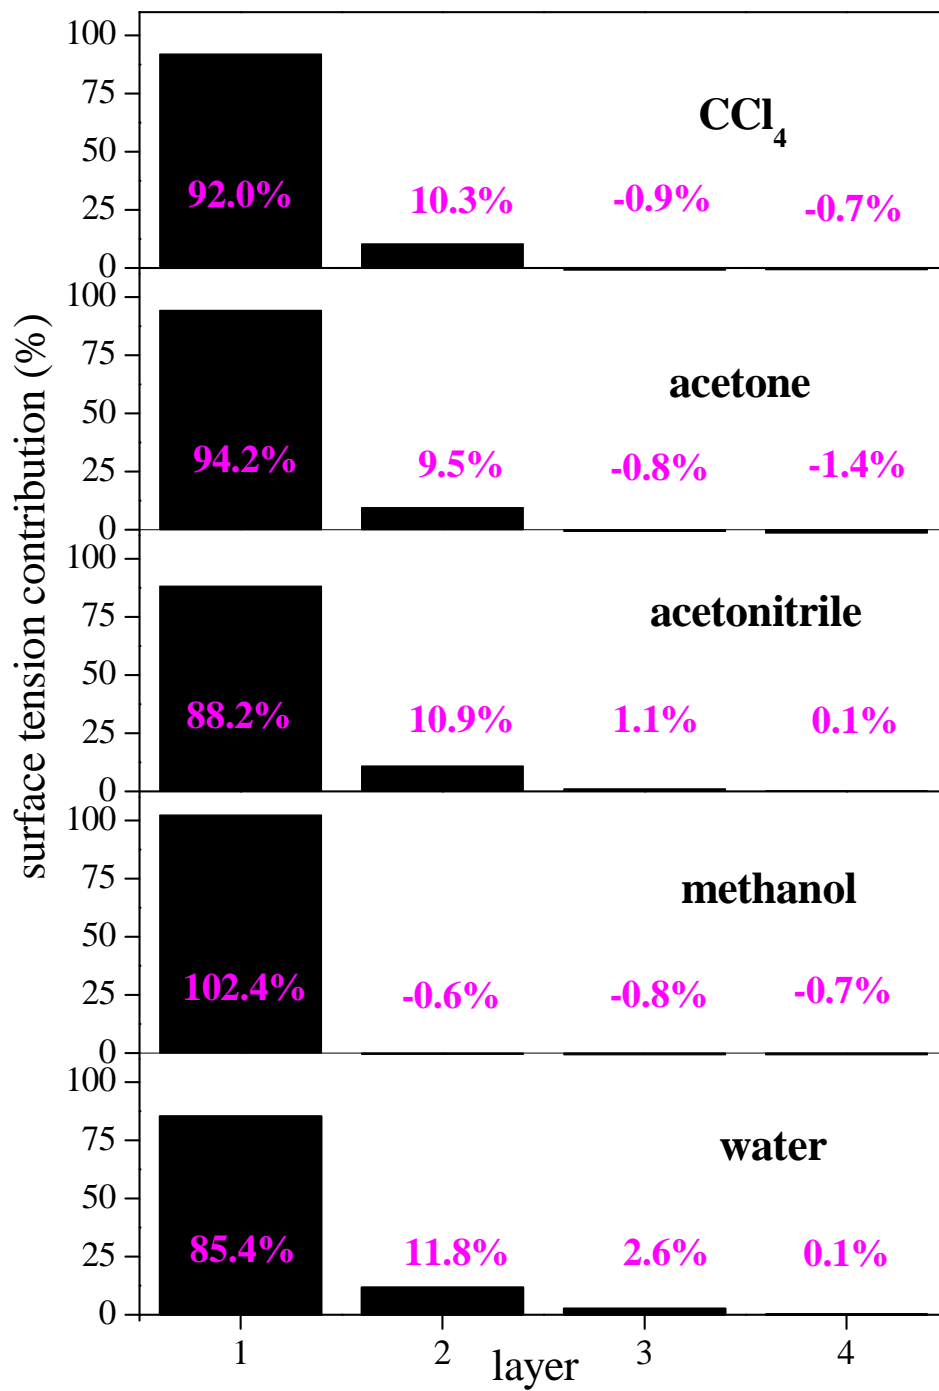 surface tension contribution (%)
100
75
50
25
0
CCl4
92.0% 10.3% -0.9% -0.7%
100
75
50
25
0
acetone
94.2% 9.5% -0.8% -1.4%
100
75
50
25
0
acetonitrile
88.2% 10.9% 1.1% 0.1%
100
75
50
25
0
methanol
102.4% -0.6% -0.8% -0.7%
100
75
50
25
0
water
85.4% 11.8% 2.6% 0.1%
1 2 3 4
layer